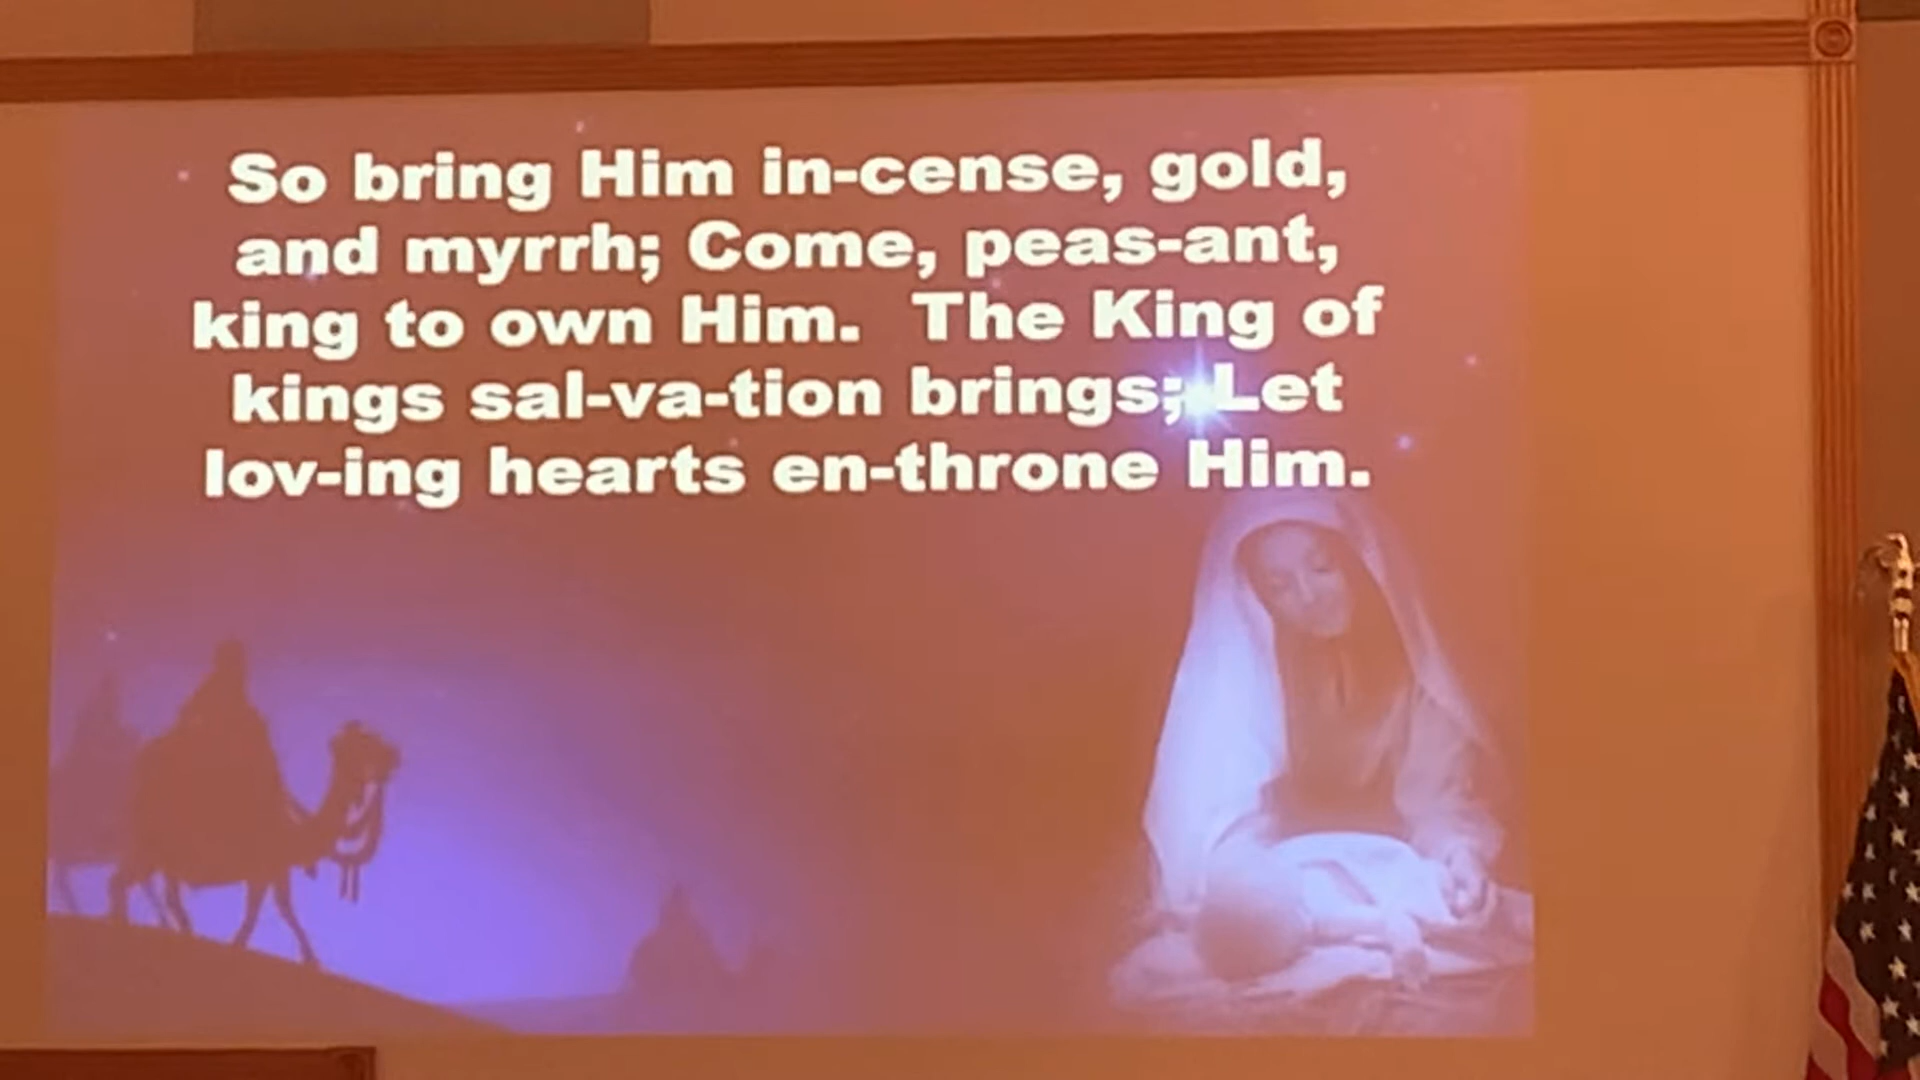 So bring Him in-cense, gold,
and myrrh; Come, peas-ant,
king to own Him. The King of
kings sal-va-tion brings; Let
lov-ing hearts en-throne Him.